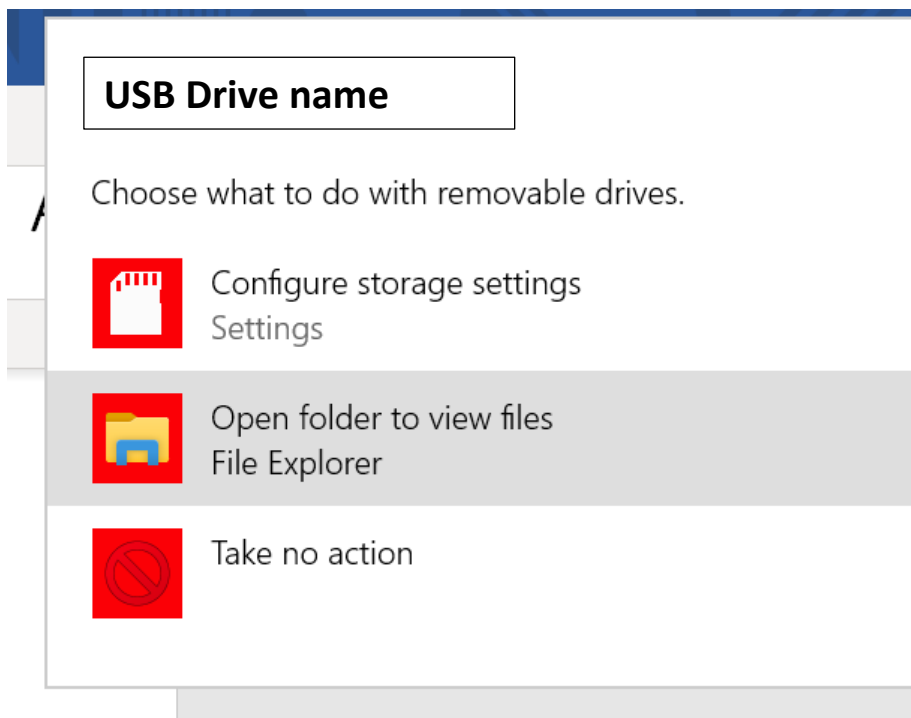 USB Drive name
Choose what to do with removable drives.
Configure storage settings
Settings
Open folder to view files
File Explorer
Take no action